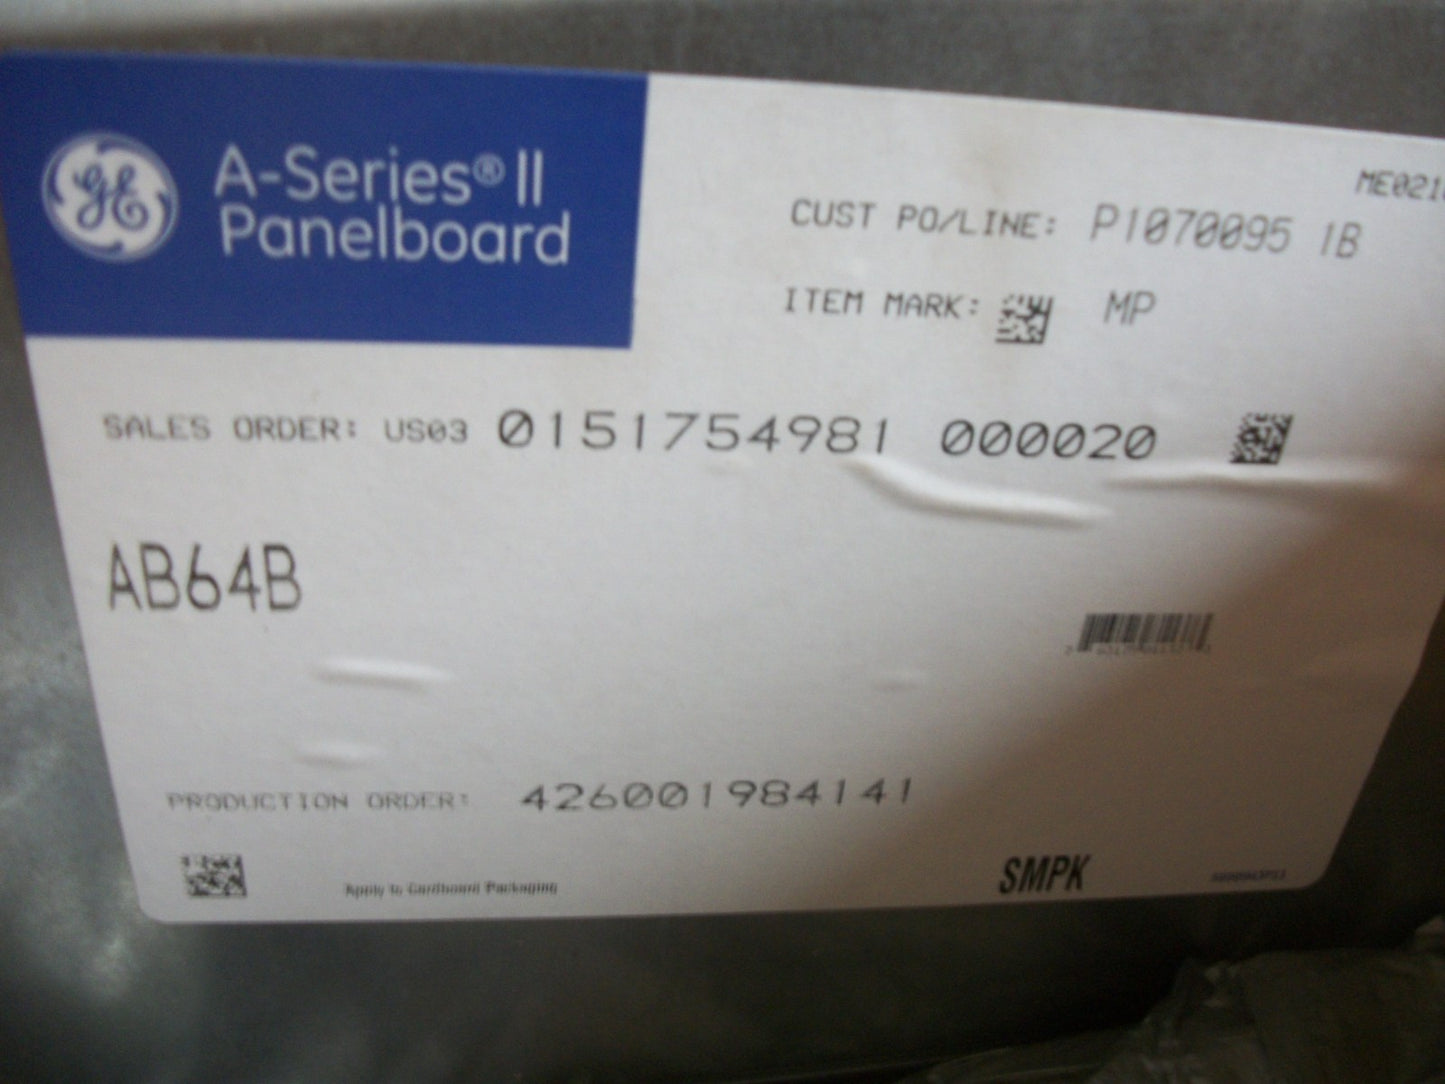 GE
A-Series® II
Panelboard
CUST PO/LINE: P1070095 1B
ITEM MARK: MP
SALES ORDER: US03 0151754981 000020
AB64B
PRODUCTION ORDER: 426001984141
Apply to Cardboard Packaging
SMPK